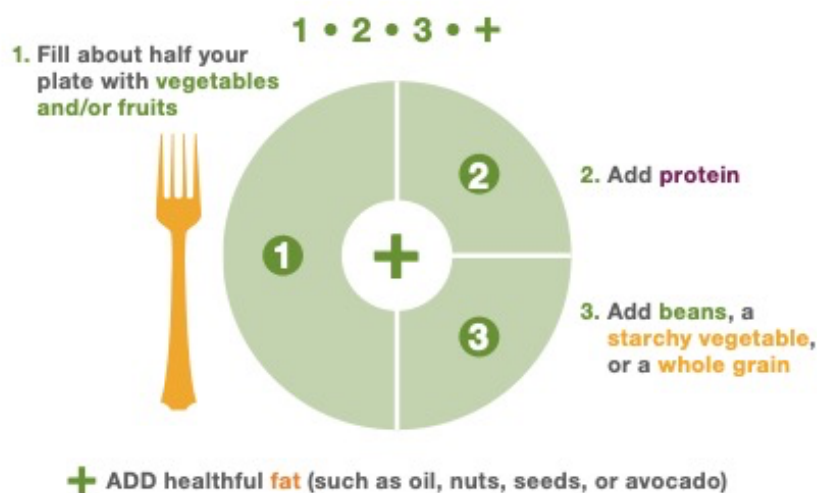 1 • 2 • 3 • +
1. Fill about half your
plate with vegetables
and/or fruits
1
2
3
+
2. Add protein
3. Add beans, a
starchy vegetable,
or a whole grain
+ ADD healthful fat (such as oil, nuts, seeds, or avocado)